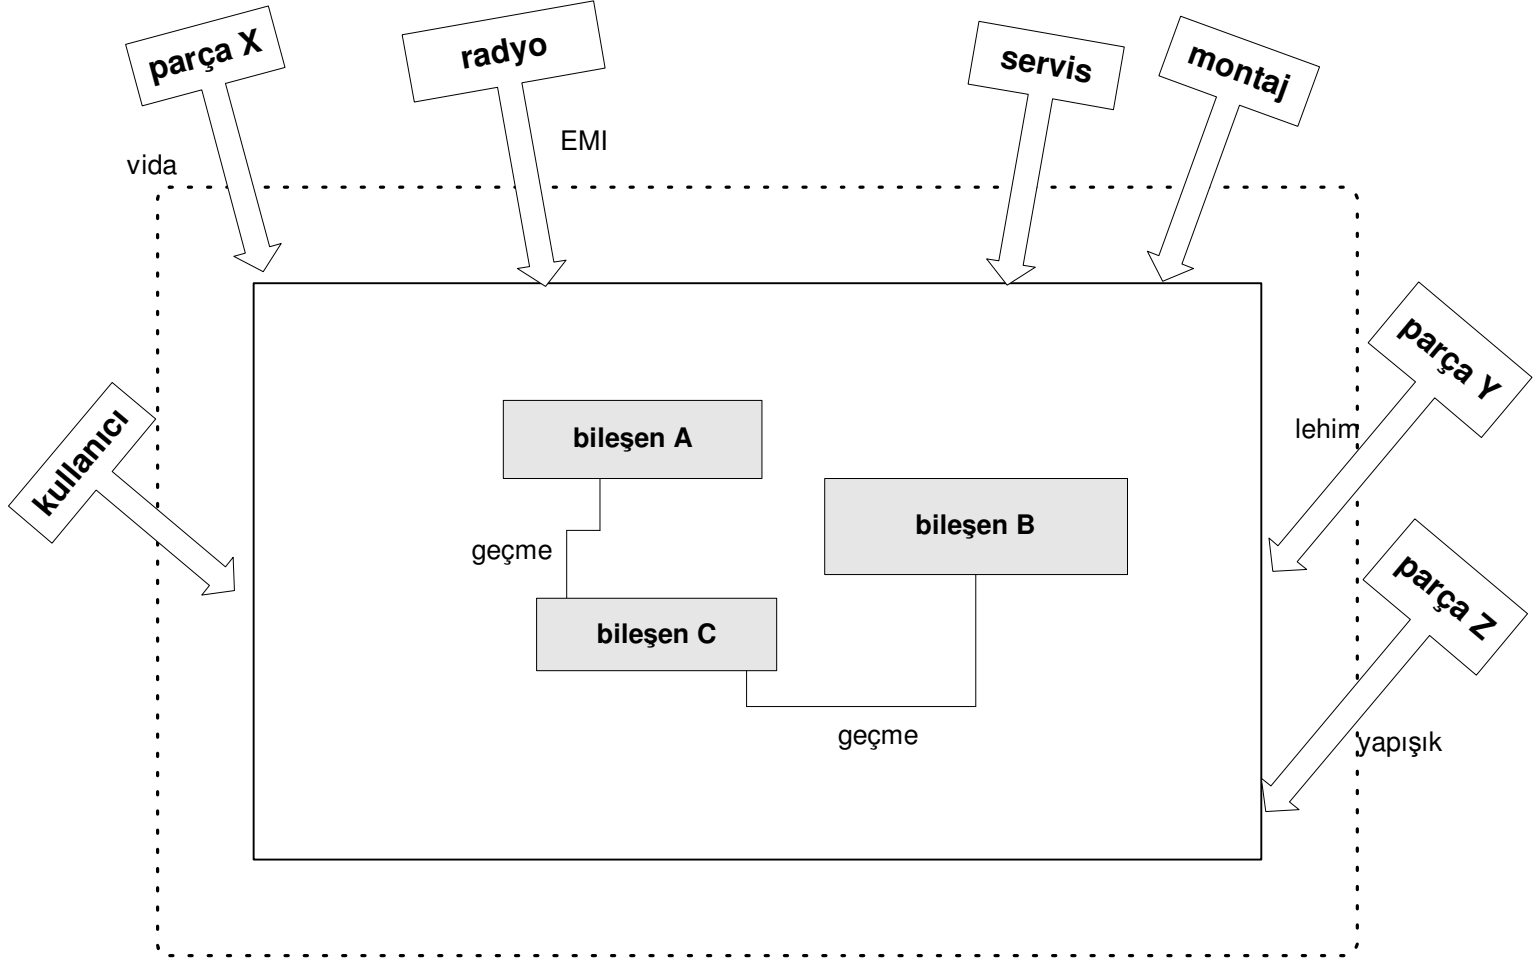 parça X
radyo
servis
montaj
EMI
vida
parça Y
kullanıcı
lehim
bileşen A
bileşen B
geçme
parça Z
bileşen C
geçme
yapışık